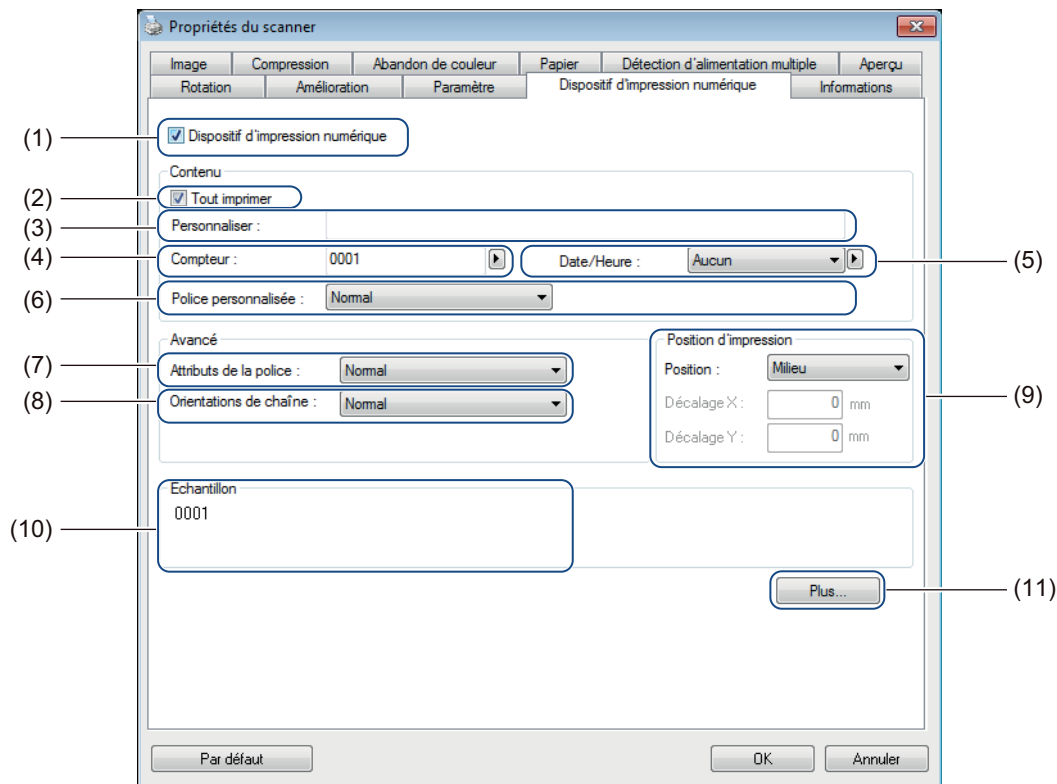 Propriétés du scanner
Image Compression Abandon de couleur Papier Détection d'alimentation multiple Aperçu
Rotation Amélioration Paramètre Dispositif d'impression numérique Informations
(1) Dispositif d'impression numérique
Contenu
(2) Tout imprimer
(3) Personnaliser :
(4) Compteur : 0001 Date/Heure : Aucun (5)
(6) Police personnalisée : Normal
Avancé Position d'impression
(7) Attributs de la police : Normal Position : Milieu
(8) Orientations de chaîne : Normal Décalage X : 0 mm (9)
Décalage Y : 0 mm
Echantillon
0001
(10)
Plus... (11)
Par défaut OK Annuler